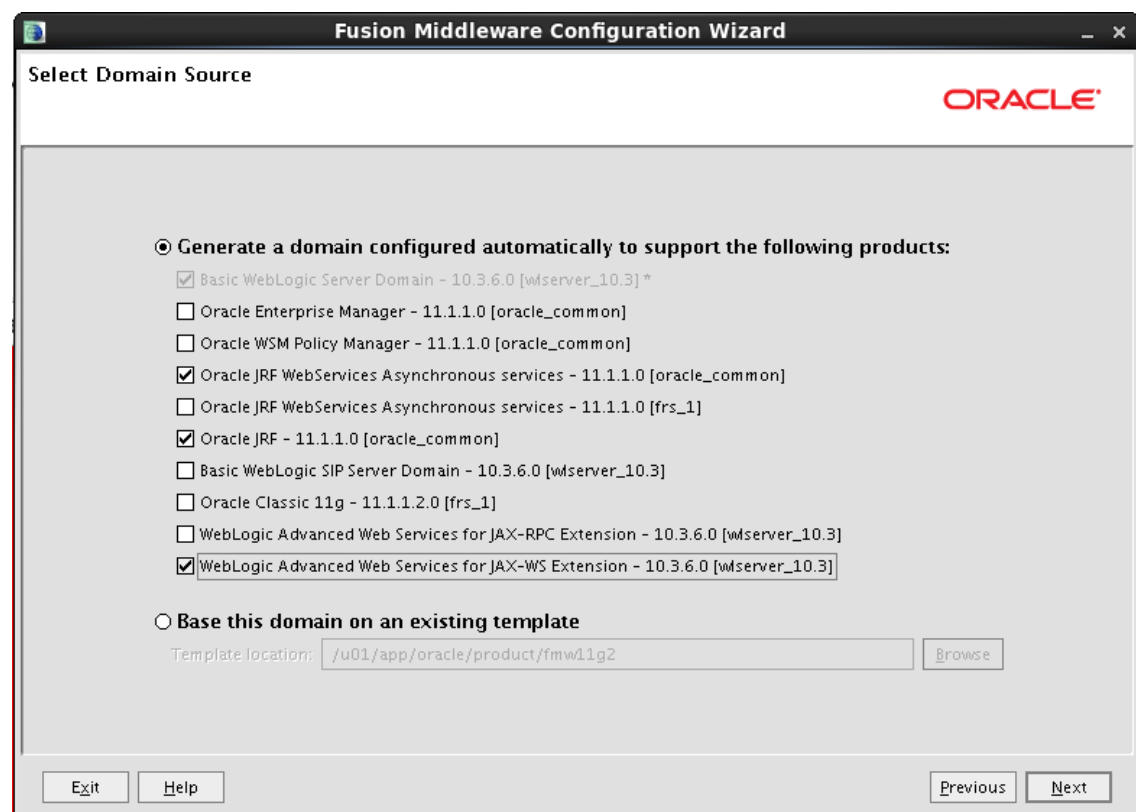 Fusion Middleware Configuration Wizard
Select Domain Source
ORACLE
Generate a domain configured automatically to support the following products:
Basic WebLogic Server Domain - 10.3.6.0 [wlserver_10.3] *
Oracle Enterprise Manager - 11.1.1.0 [oracle_common]
Oracle WSM Policy Manager - 11.1.1.0 [oracle_common]
Oracle JRF WebServices Asynchronous services - 11.1.1.0 [oracle_common]
Oracle JRF WebServices Asynchronous services - 11.1.1.0 [frs_1]
Oracle JRF - 11.1.1.0 [oracle_common]
Basic WebLogic SIP Server Domain - 10.3.6.0 [wlserver_10.3]
Oracle Classic 11g - 11.1.1.2.0 [frs_1]
WebLogic Advanced Web Services for JAX-RPC Extension - 10.3.6.0 [wlserver_10.3]
WebLogic Advanced Web Services for JAX-WS Extension - 10.3.6.0 [wlserver_10.3]
Base this domain on an existing template
Template location: /u01/app/oracle/product/fmw11g2 Browse
Exit Help Previous Next